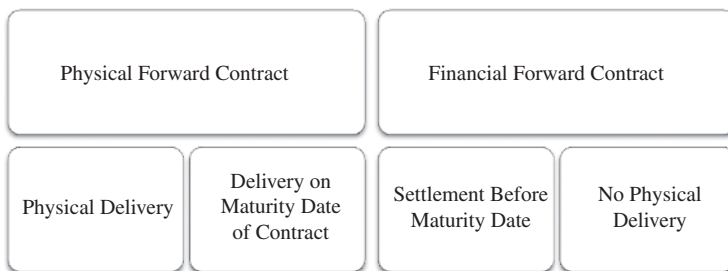 Physical Forward Contract
Financial Forward Contract
Physical Delivery
Delivery on
Maturity Date
of Contract
Settlement Before
Maturity Date
No Physical
Delivery